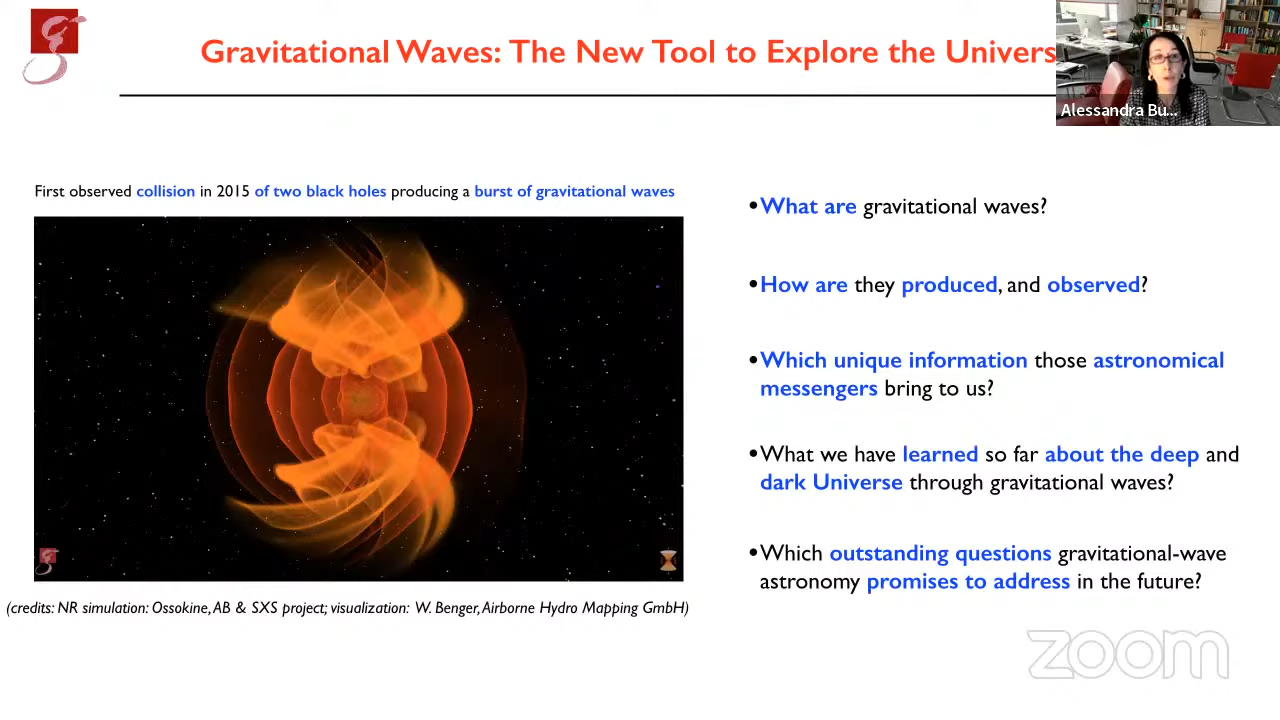 Gravitational Waves: The New Tool to Explore the Univers
Alessandra Bu...
First observed collision in 2015 of two black holes producing a burst of gravitational waves
•What are gravitational waves?
•How are they produced, and observed?
•Which unique information those astronomical
messengers bring to us?
•What we have learned so far about the deep and
dark Universe through gravitational waves?
•Which outstanding questions gravitational-wave
astronomy promises to address in the future?
(credits: NR simulation: Ossokine, AB & SXS project; visualization: W. Benger, Airborne Hydro Mapping GmbH)
zoom